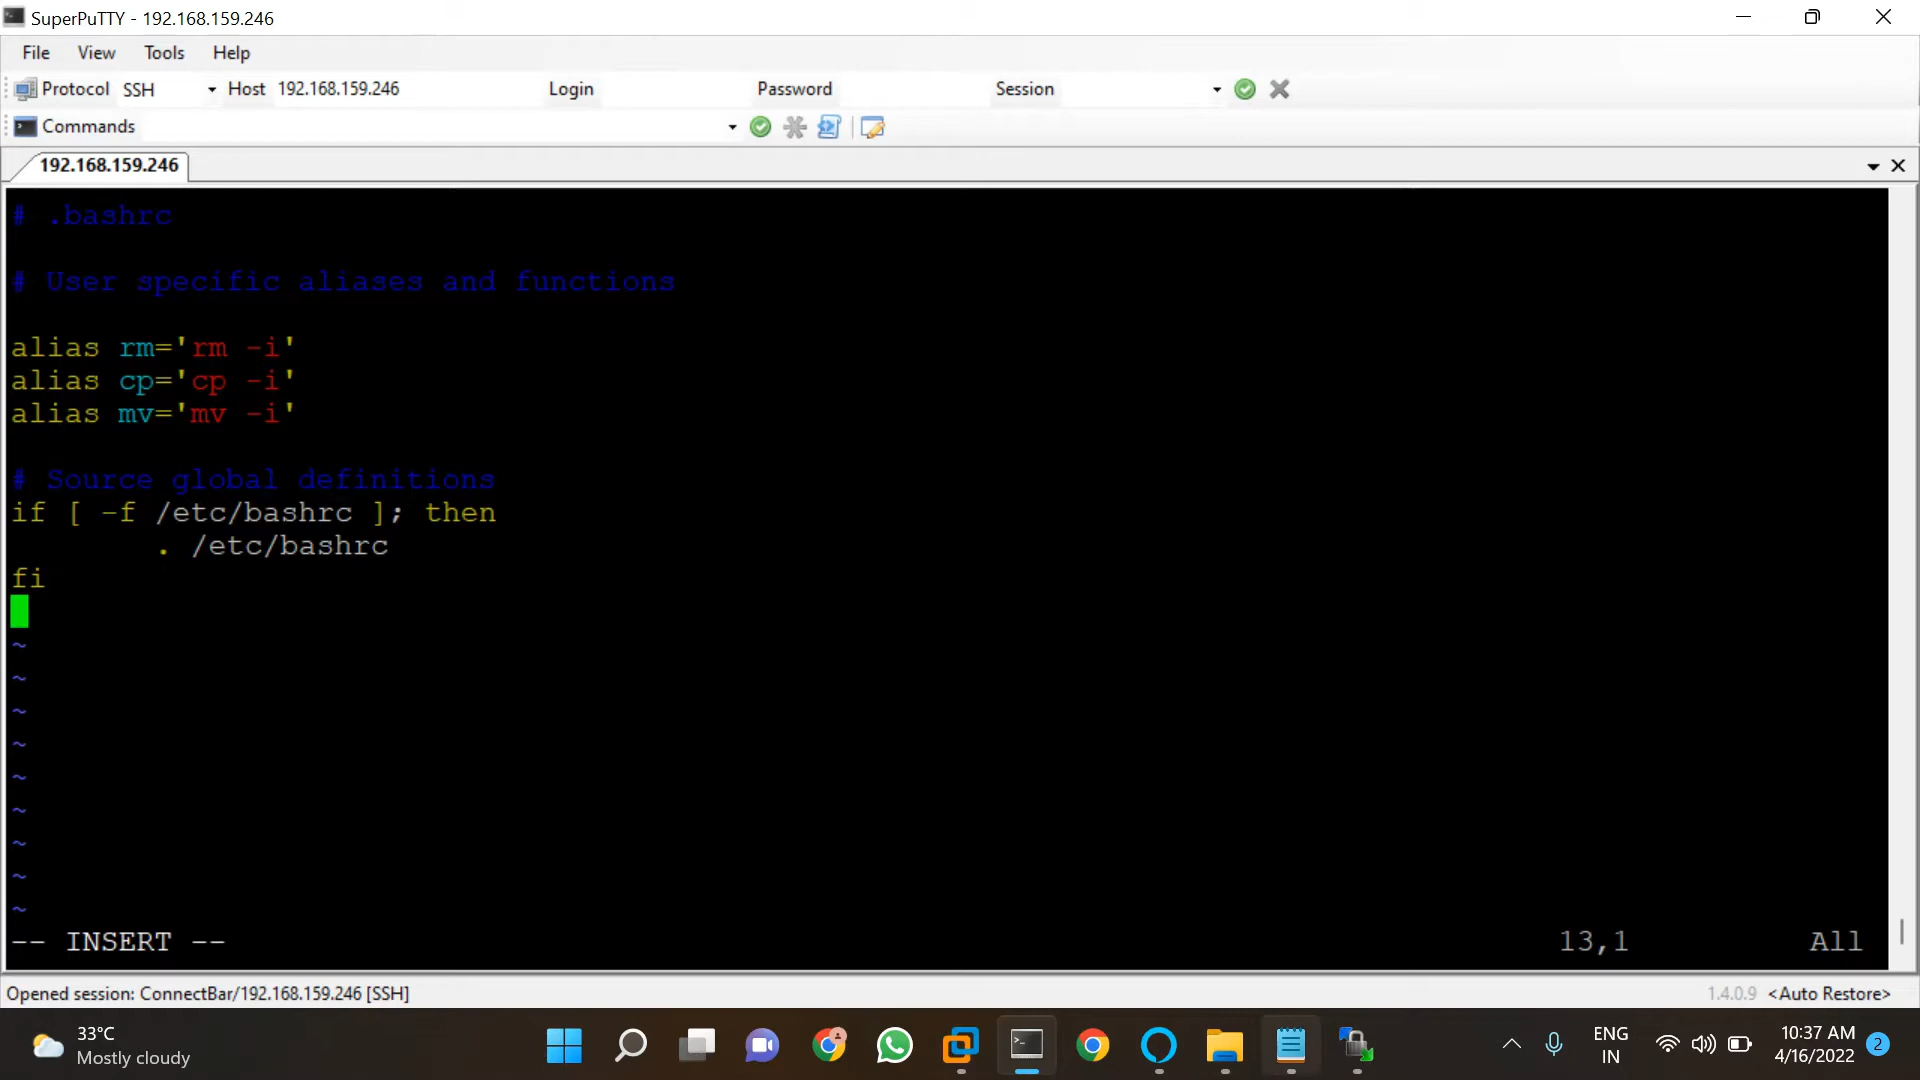 SuperPuTTY - 192.168.159.246
File View Tools Help
Protocol SSH Host 192.168.159.246 Login Password Session
Commands
192.168.159.246
# .bashrc
# User specific aliases and functions
alias rm='rm -i'
alias cp='cp -i'
alias mv='mv -i'
# Source global definitions
if [ -f /etc/bashrc ]; then
        . /etc/bashrc
fi
~
~
~
~
~
~
~
~
~
-- INSERT -- 13,1 All
Opened session: ConnectBar/192.168.159.246 [SSH] 1.4.0.9 <Auto Restore>
33°C
Mostly cloudy
ENG
IN
10:37 AM
4/16/2022
2